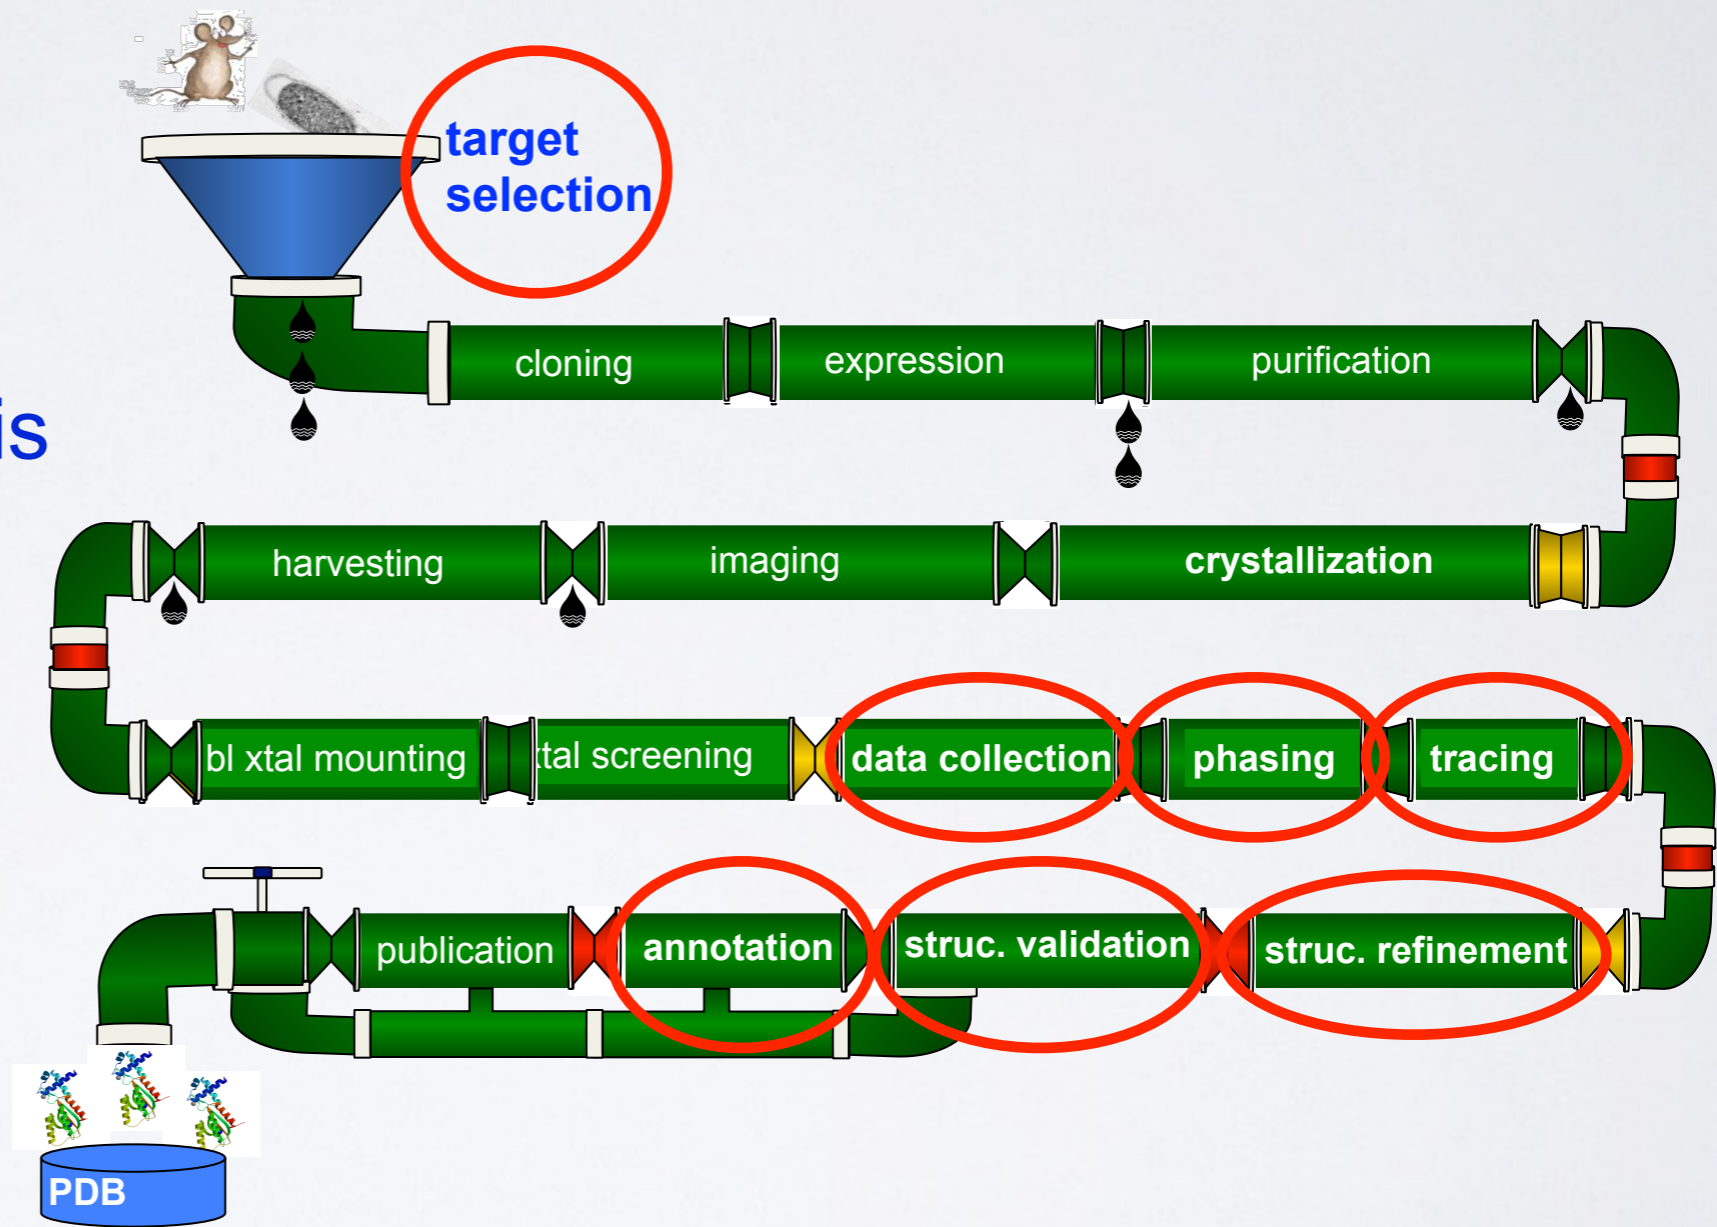 target
selection
cloning expression purification
is
harvesting imaging crystallization
bl xtal mounting xtal screening data collection phasing tracing
publication annotation struc. validation struc. refinement
PDB